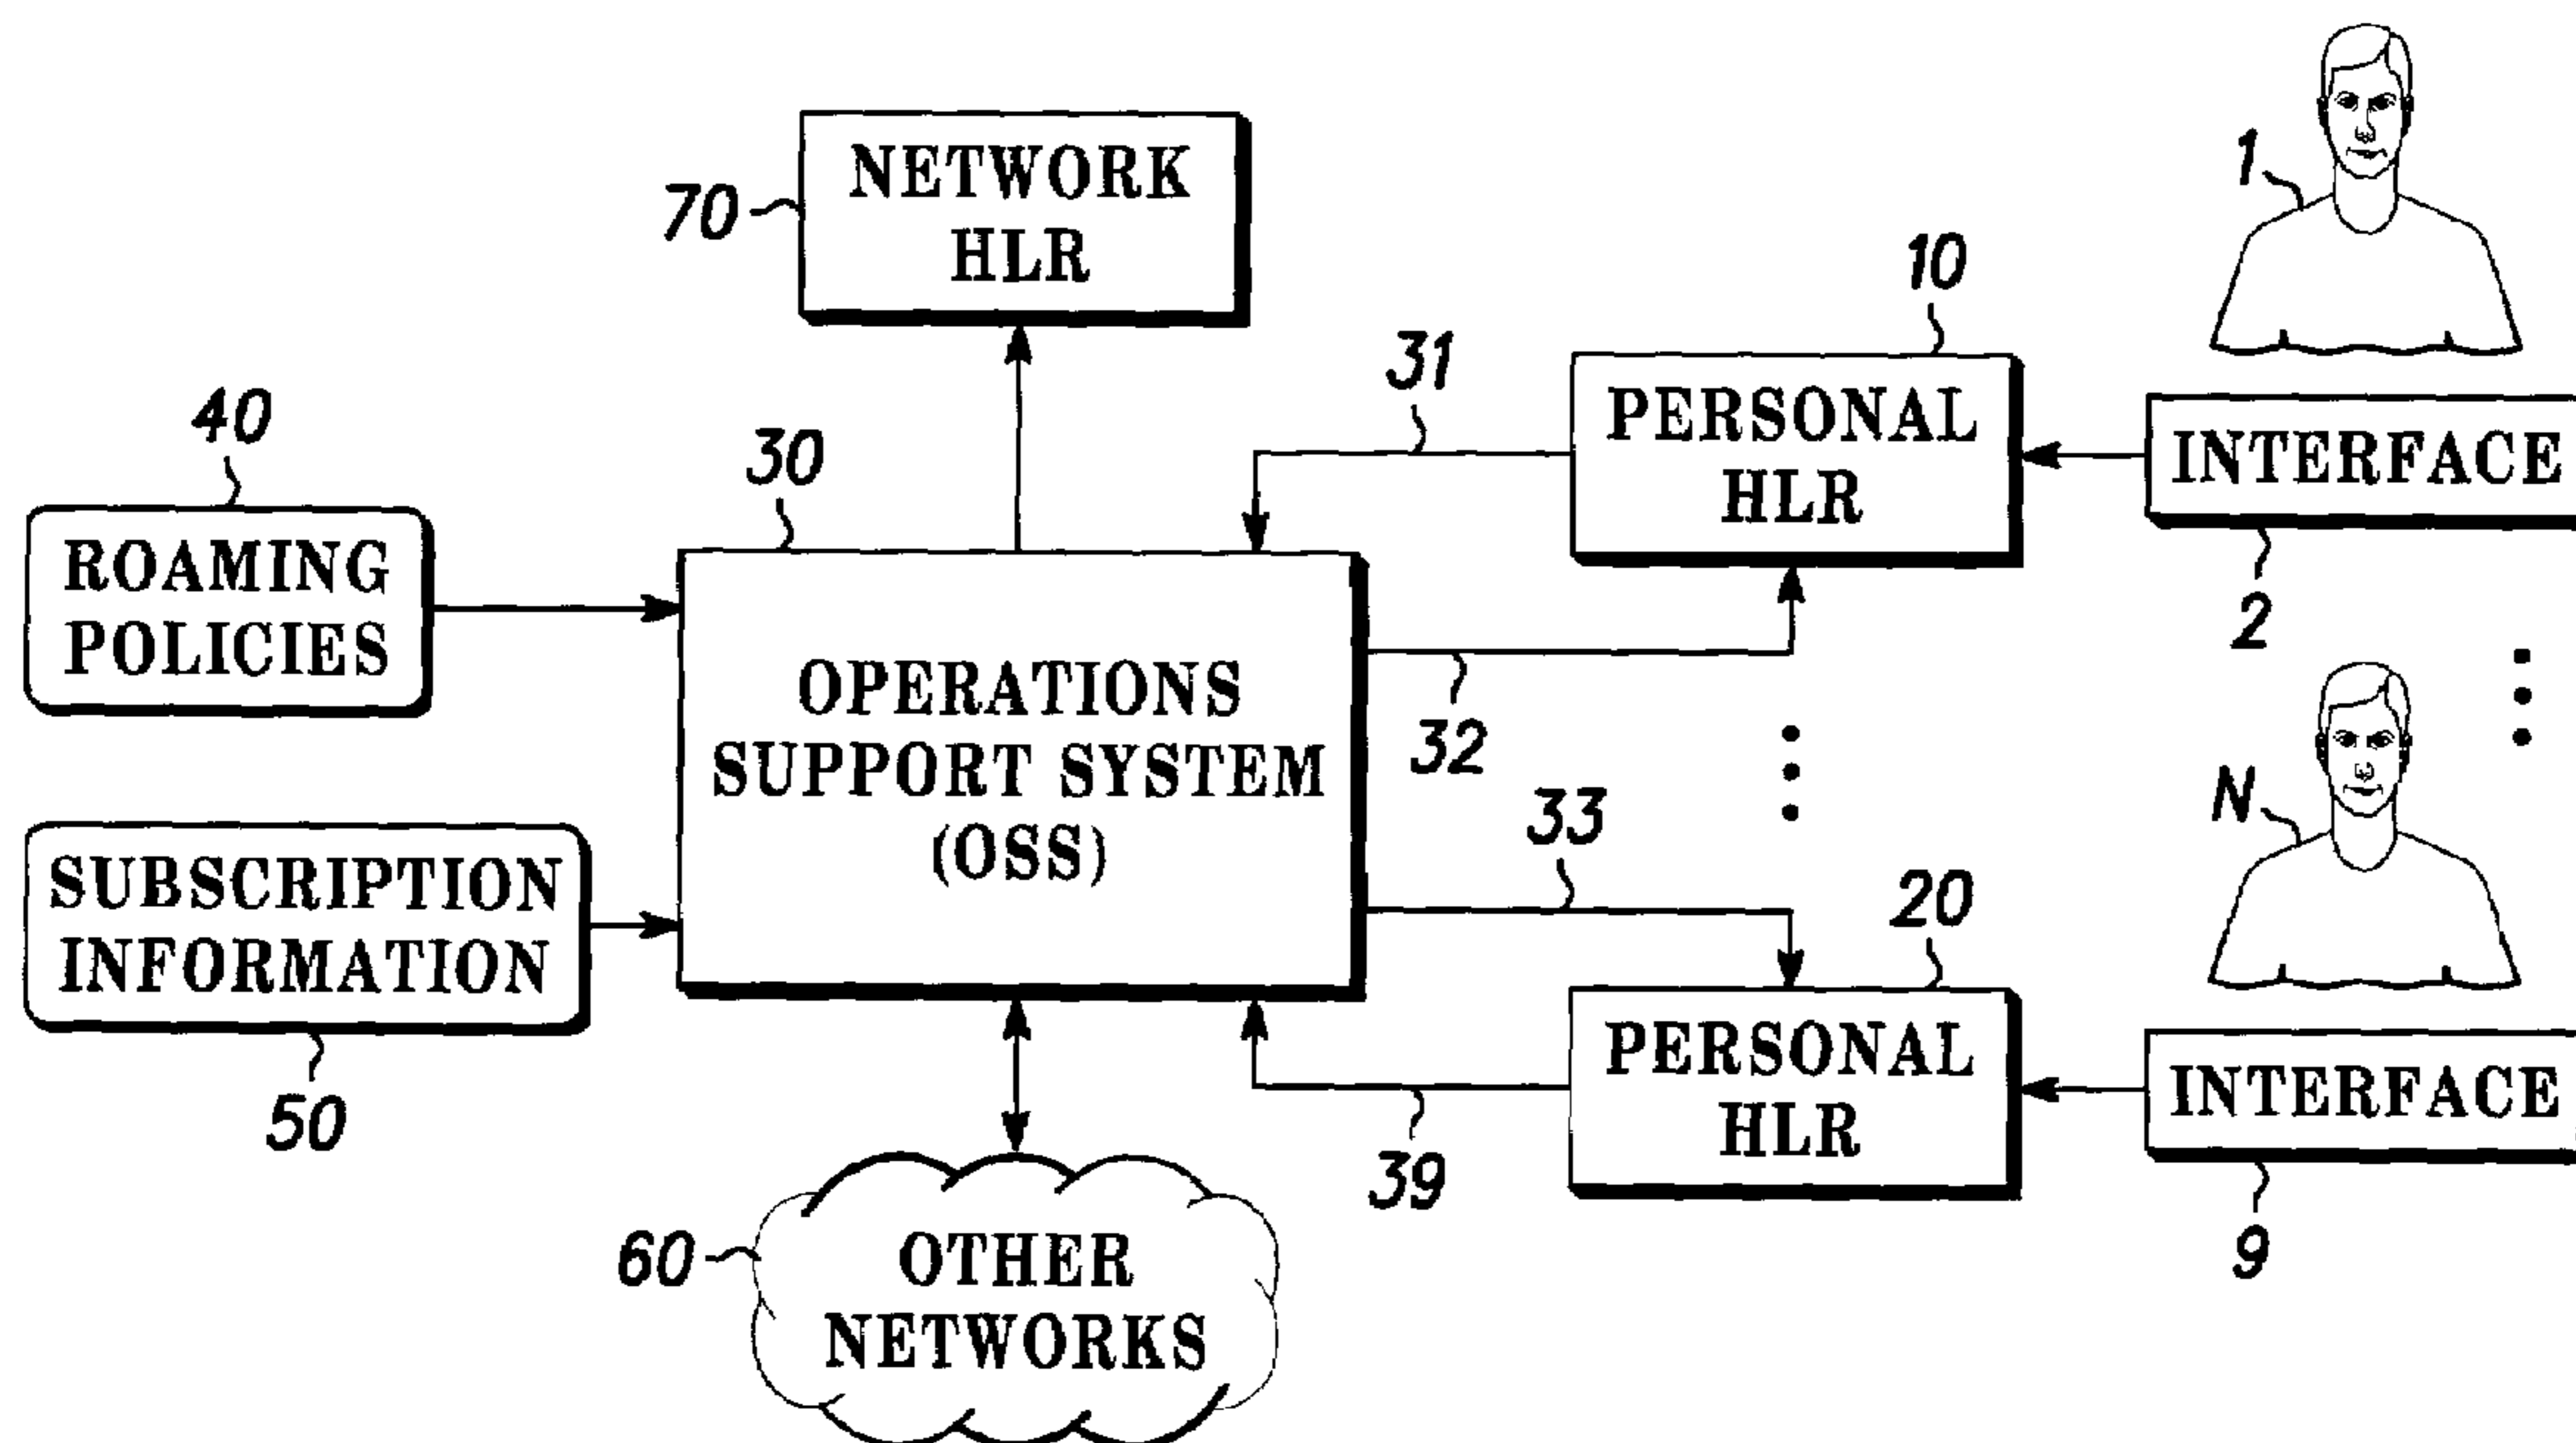 1
NETWORK
HLR
70
10
PERSONAL
HLR
31
INTERFACE
2
40
ROAMING
POLICIES
30
OPERATIONS
SUPPORT SYSTEM
(OSS)
32
33
N
SUBSCRIPTION
INFORMATION
50
20
PERSONAL
HLR
39
INTERFACE
9
60
OTHER
NETWORKS